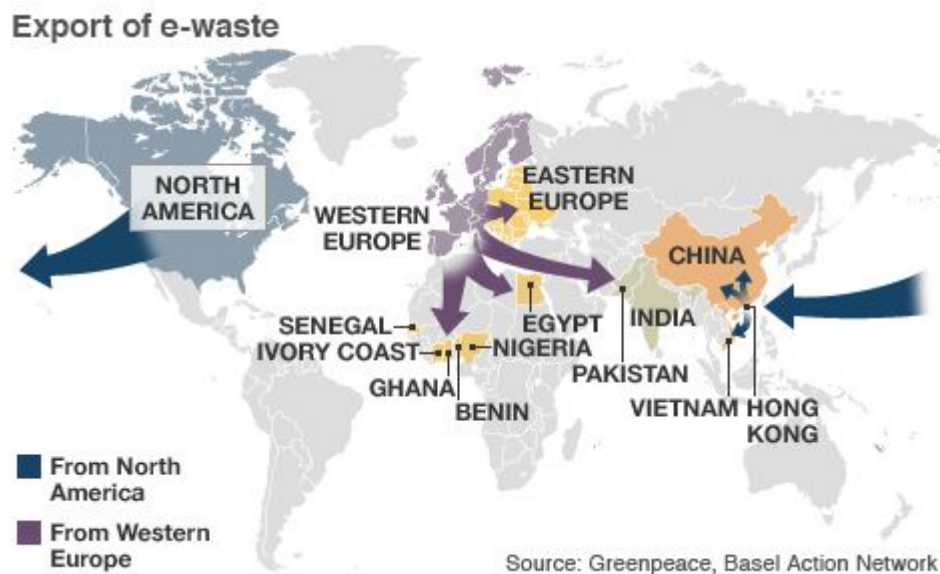 Export of e-waste
NORTH
AMERICA
WESTERN
EUROPE
EASTERN
EUROPE
CHINA
SENEGAL
IVORY COAST
GHANA
BENIN
EGYPT
NIGERIA
INDIA
PAKISTAN
VIETNAM
HONG
KONG
From North
America
From Western
Europe
Source: Greenpeace, Basel Action Network